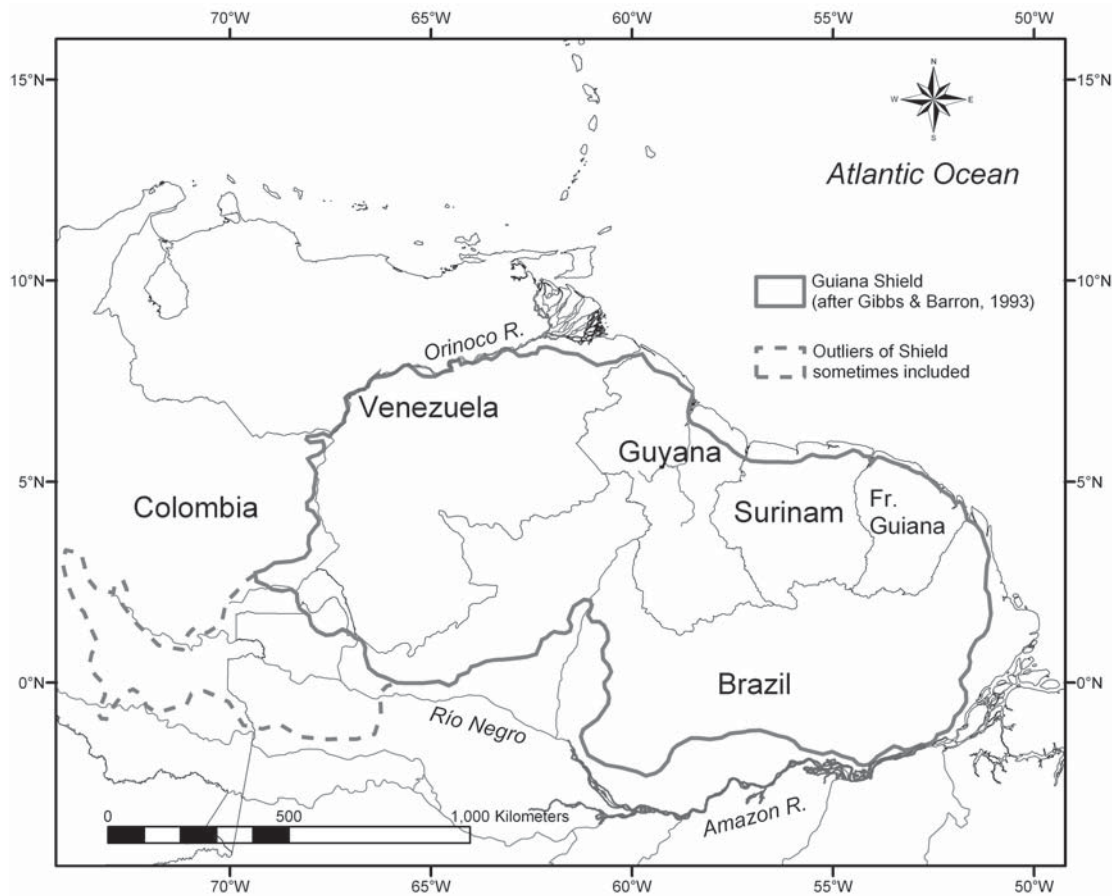 70°W 65°W 60°W 55°W 50°W
15°N 15°N
N
W E
S
Atlantic Ocean
10°N 10°N
Guiana Shield
(after Gibbs & Barron, 1993)
Orinoco R.
Outliers of Shield
sometimes included
Venezuela
Guyana
5°N 5°N
Colombia
Surinam
Fr.
Guiana
0°N 0°N
Brazil
Río Negro
0 500 1,000 Kilometers
Amazon R.
70°W 65°W 60°W 55°W 50°W